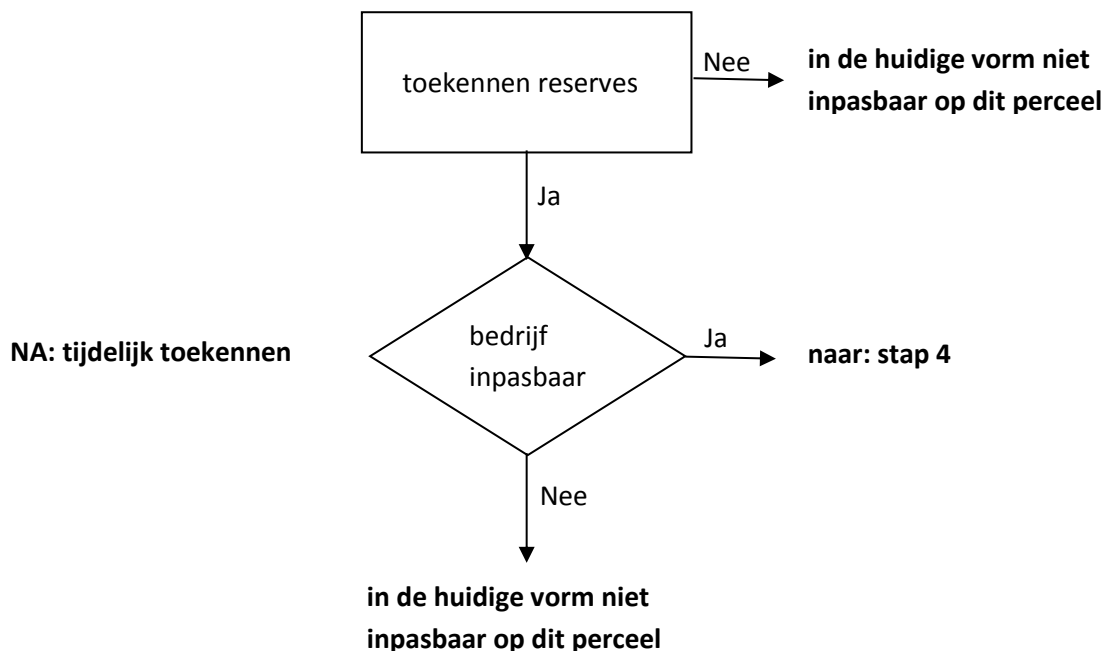 toekennen reserves
Nee
in de huidige vorm niet
inpasbaar op dit perceel
Ja
NA: tijdelijk toekennen
bedrijf
inpasbaar
Ja
naar: stap 4
Nee
in de huidige vorm niet
inpasbaar op dit perceel